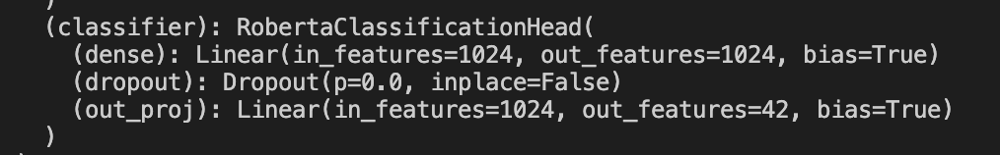 )
(classifier): RobertaClassificationHead(
(dense): Linear(in_features=1024, out_features=1024, bias=True)
(dropout): Dropout(p=0.0, inplace=False)
(out_proj): Linear(in_features=1024, out_features=42, bias=True)
)